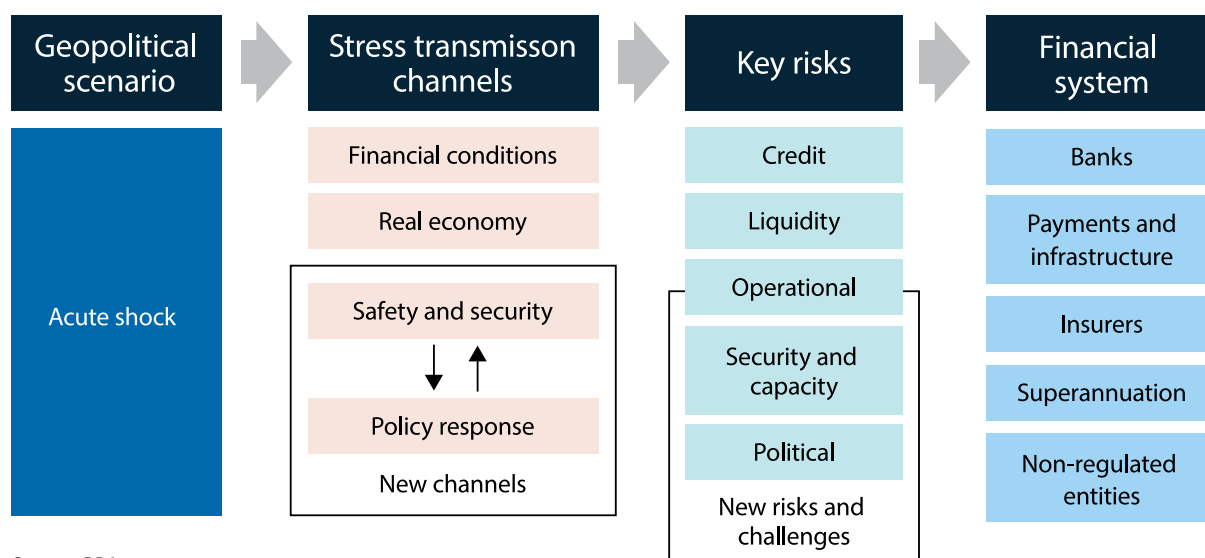 Geopolitical
scenario
Stress transmisson
channels
Key risks
Financial
system
Acute shock
Financial conditions
Real economy
Safety and security
Policy response
New channels
Credit
Liquidity
Operational
Security and
capacity
Political
New risks and
challenges
Banks
Payments and
infrastructure
Insurers
Superannuation
Non-regulated
entities